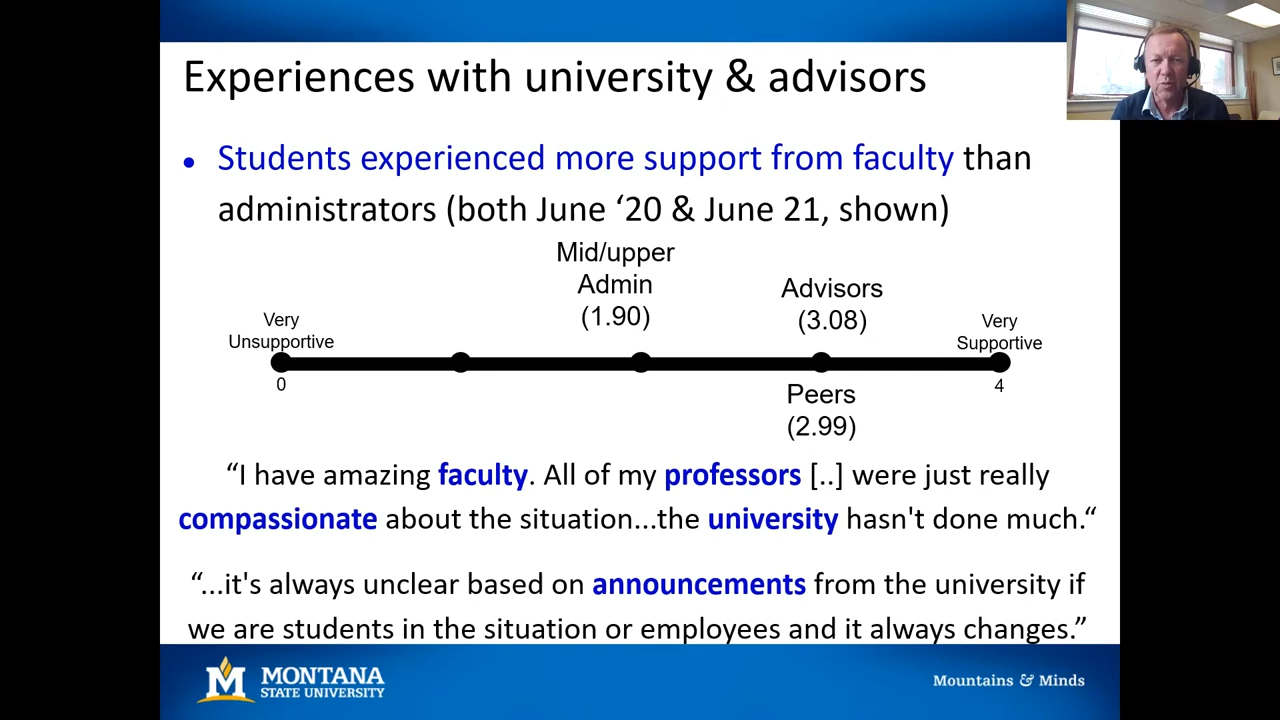 Experiences with university & advisors
• Students experienced more support from faculty than
administrators (both June ‘20 & June 21, shown)
Mid/upper
Admin
(1.90)
Advisors
(3.08)
Very
Unsupportive
Very
Supportive
0
4
Peers
(2.99)
“I have amazing faculty. All of my professors [..] were just really
compassionate about the situation...the university hasn't done much.“
“...it's always unclear based on announcements from the university if
we are students in the situation or employees and it always changes.”
M MONTANA
STATE UNIVERSITY
Mountains & Minds